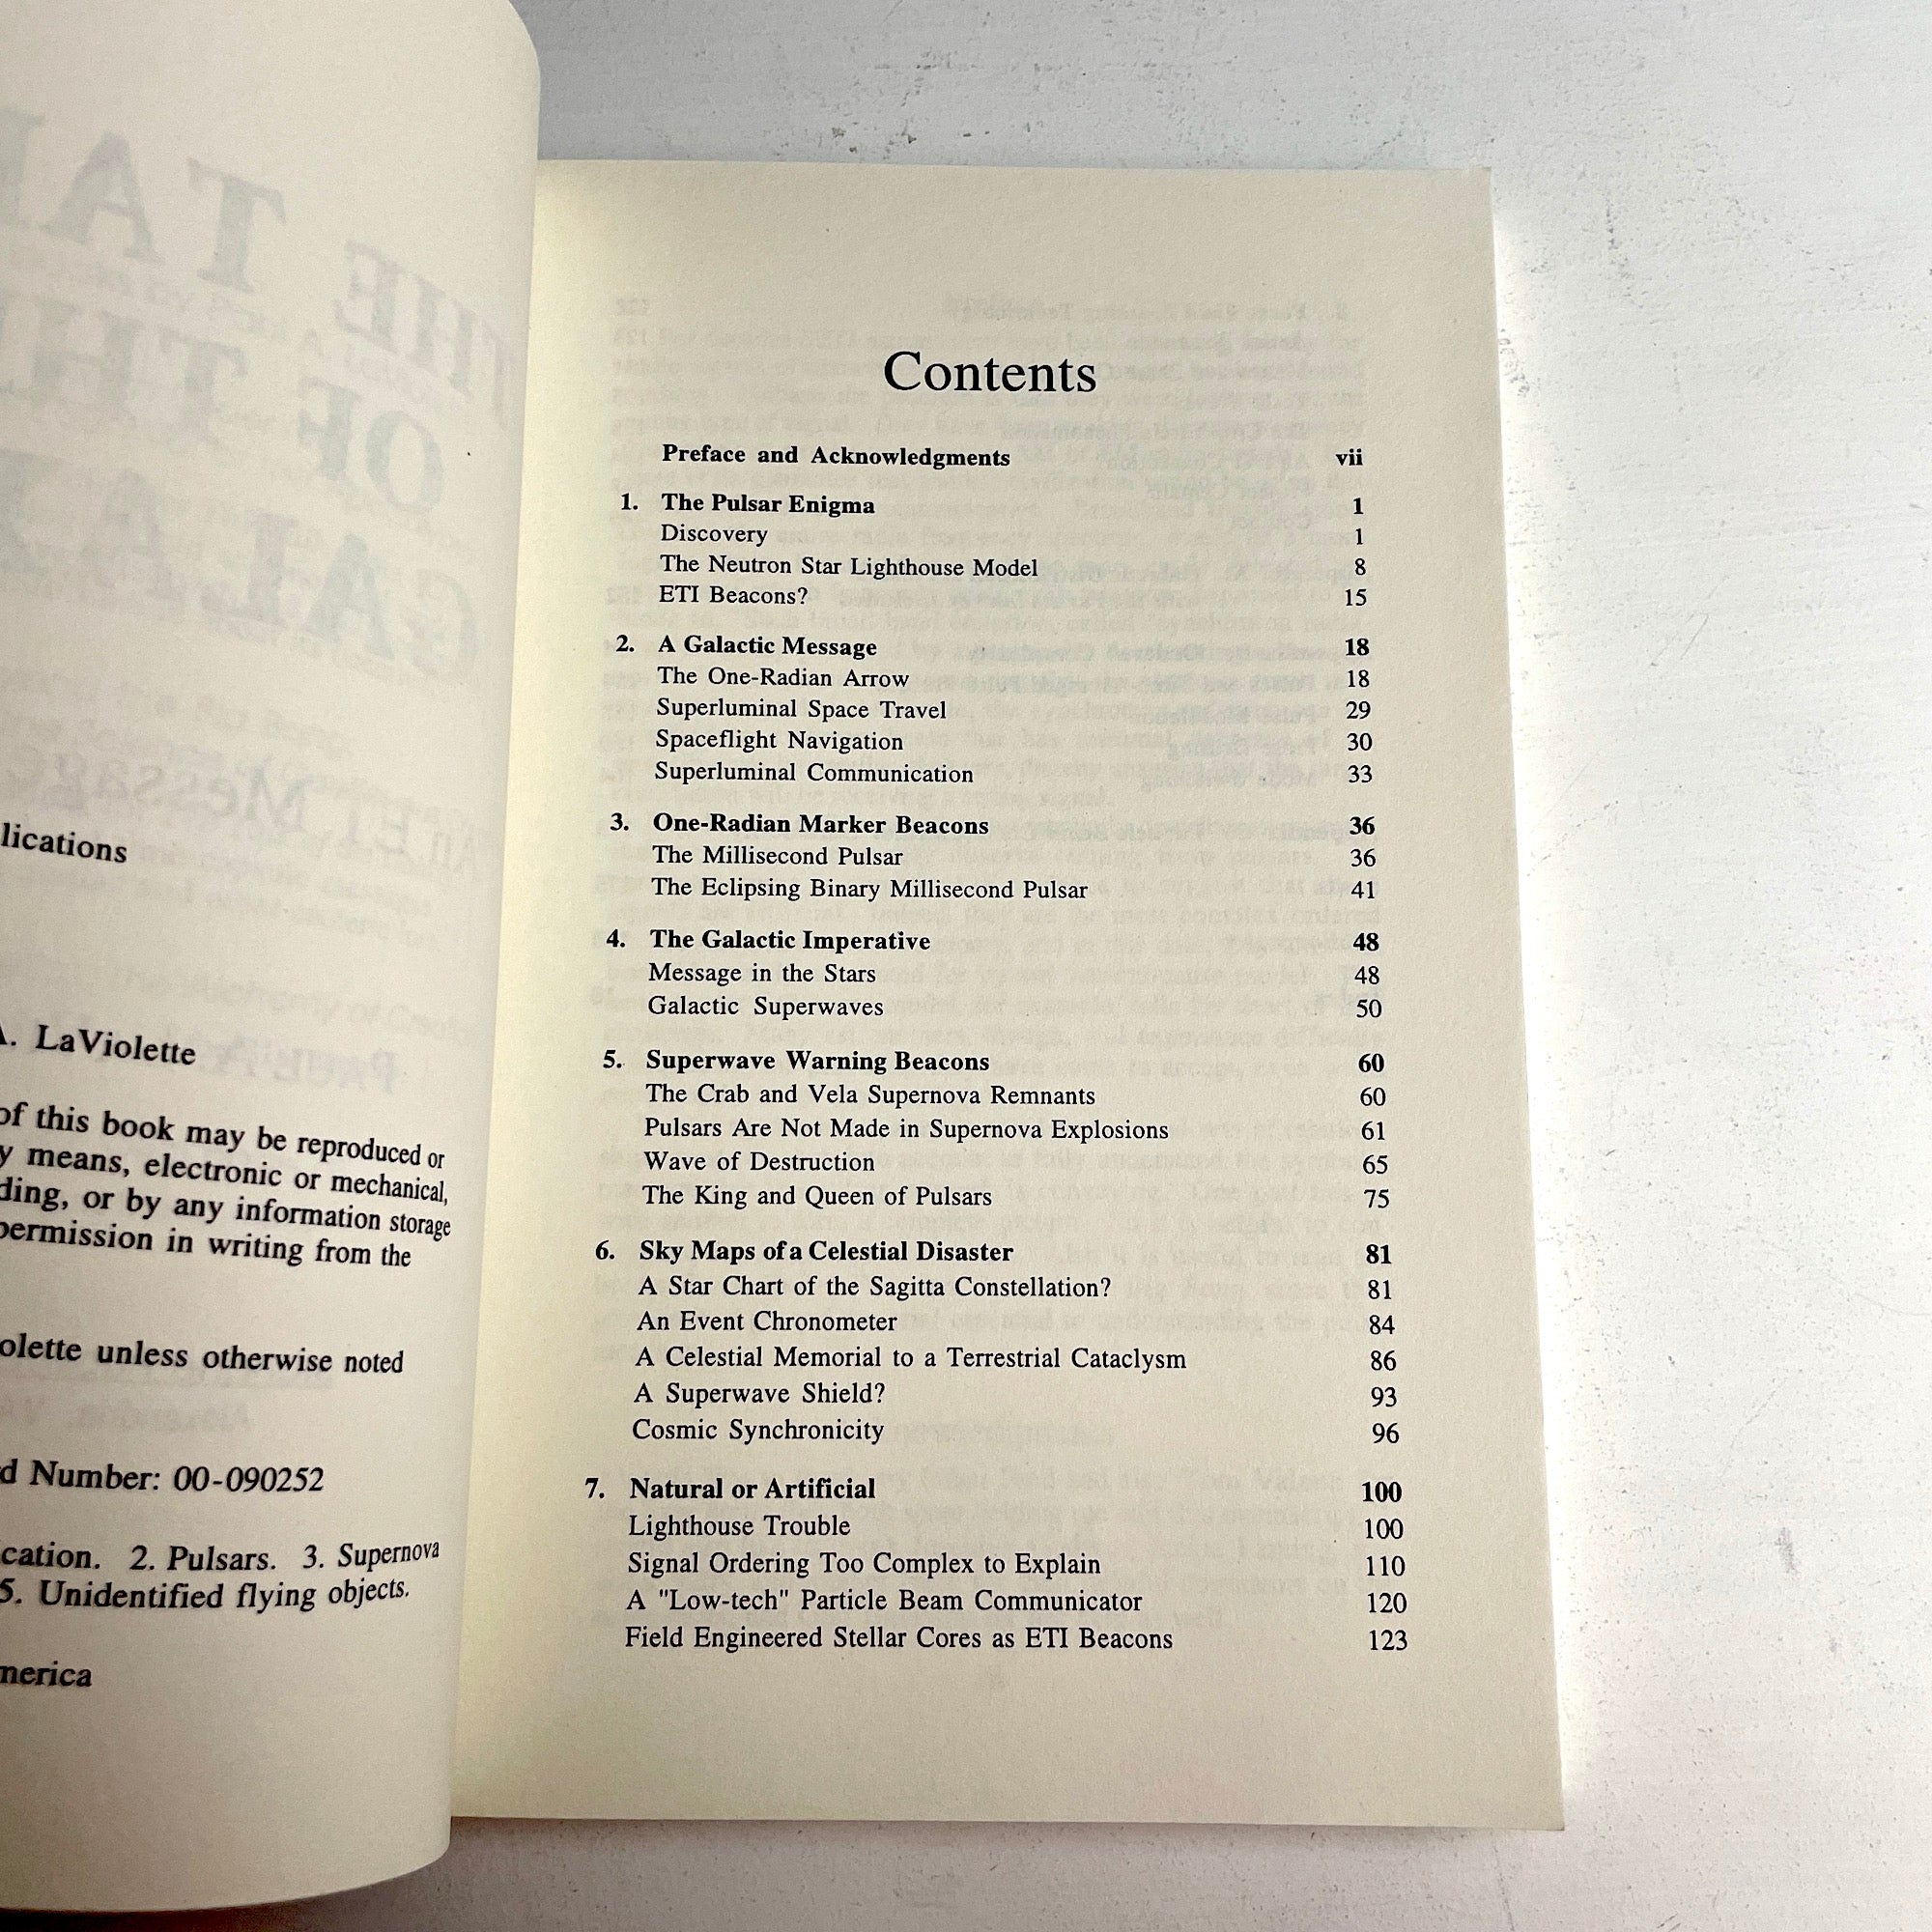 lications
A. LaViolette
of this book may be reproduced or
y means, electronic or mechanical,
ding, or by any information storage
permission in writing from the
olette unless otherwise noted
d Number: 00-090252
cation. 2. Pulsars. 3. Supernova
5. Unidentified flying objects.
merica
Contents
Preface and Acknowledgments vii
1. The Pulsar Enigma 1
Discovery 1
The Neutron Star Lighthouse Model 8
ETI Beacons? 15
2. A Galactic Message 18
The One-Radian Arrow 18
Superluminal Space Travel 29
Spaceflight Navigation 30
Superluminal Communication 33
3. One-Radian Marker Beacons 36
The Millisecond Pulsar 36
The Eclipsing Binary Millisecond Pulsar 41
4. The Galactic Imperative 48
Message in the Stars 48
Galactic Superwaves 50
5. Superwave Warning Beacons 60
The Crab and Vela Supernova Remnants 60
Pulsars Are Not Made in Supernova Explosions 61
Wave of Destruction 65
The King and Queen of Pulsars 75
6. Sky Maps of a Celestial Disaster 81
A Star Chart of the Sagitta Constellation? 81
An Event Chronometer 84
A Celestial Memorial to a Terrestrial Cataclysm 86
A Superwave Shield? 93
Cosmic Synchronicity 96
7. Natural or Artificial 100
Lighthouse Trouble 100
Signal Ordering Too Complex to Explain 110
A "Low-tech" Particle Beam Communicator 120
Field Engineered Stellar Cores as ETI Beacons 123